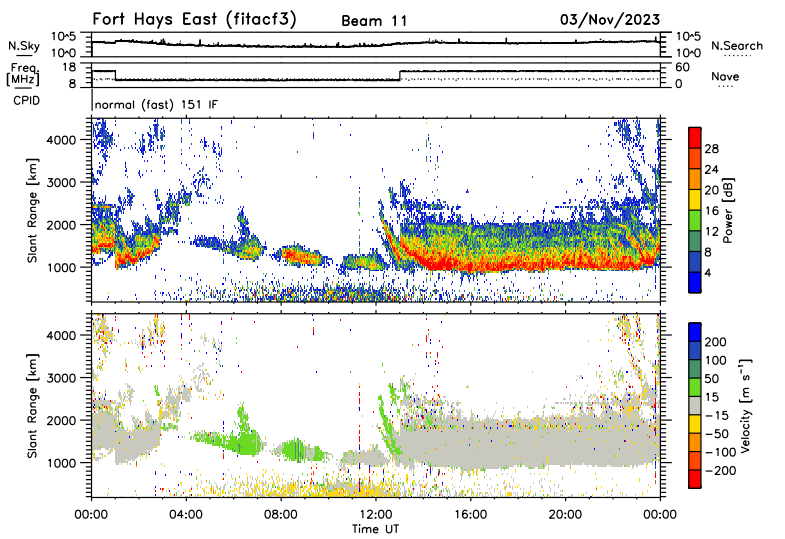 Fort Hays East (fitacf3) Beam 11 03/Nov/2023
N.Sky 10^5 10^0 10^5 10^0 N.Search
Freq. [MHz] 18 8 60 0 Nave
CPID normal (fast) 151 IF
Slant Range [km] 4000 3000 2000 1000
28 24 20 16 12 8 4 Power [dB]
Slant Range [km] 4000 3000 2000 1000
200 100 50 15 -15 -50 -100 -200 Velocity [m s⁻¹]
00:00 04:00 08:00 12:00 16:00 20:00 00:00
Time UT